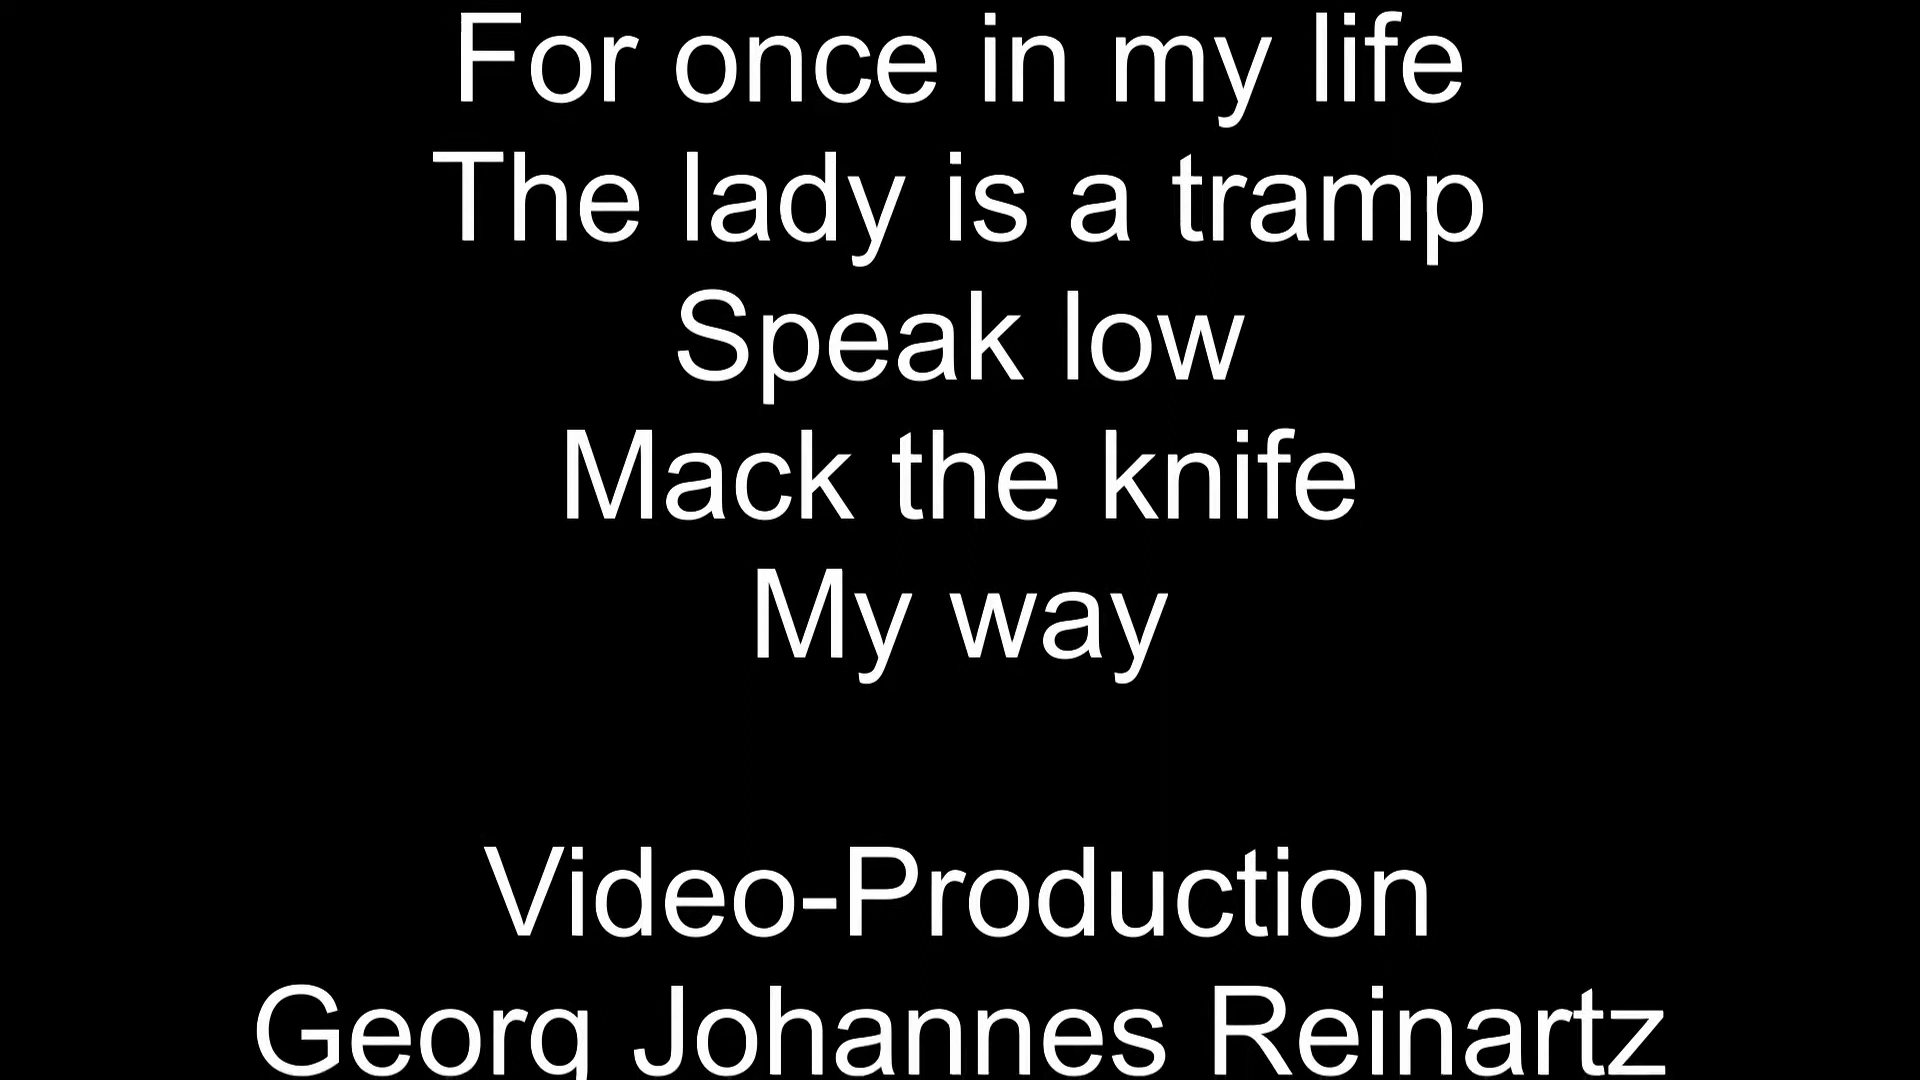 For once in my life
The lady is a tramp
Speak low
Mack the knife
My way
Video-Production
Georg Johannes Reinartz